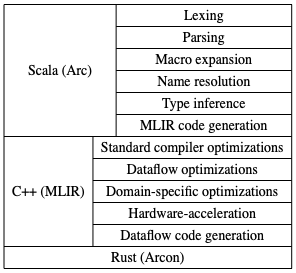 Scala (Arc)
Lexing
Parsing
Macro expansion
Name resolution
Type inference
MLIR code generation
C++ (MLIR)
Standard compiler optimizations
Dataflow optimizations
Domain-specific optimizations
Hardware-acceleration
Dataflow code generation
Rust (Arcon)